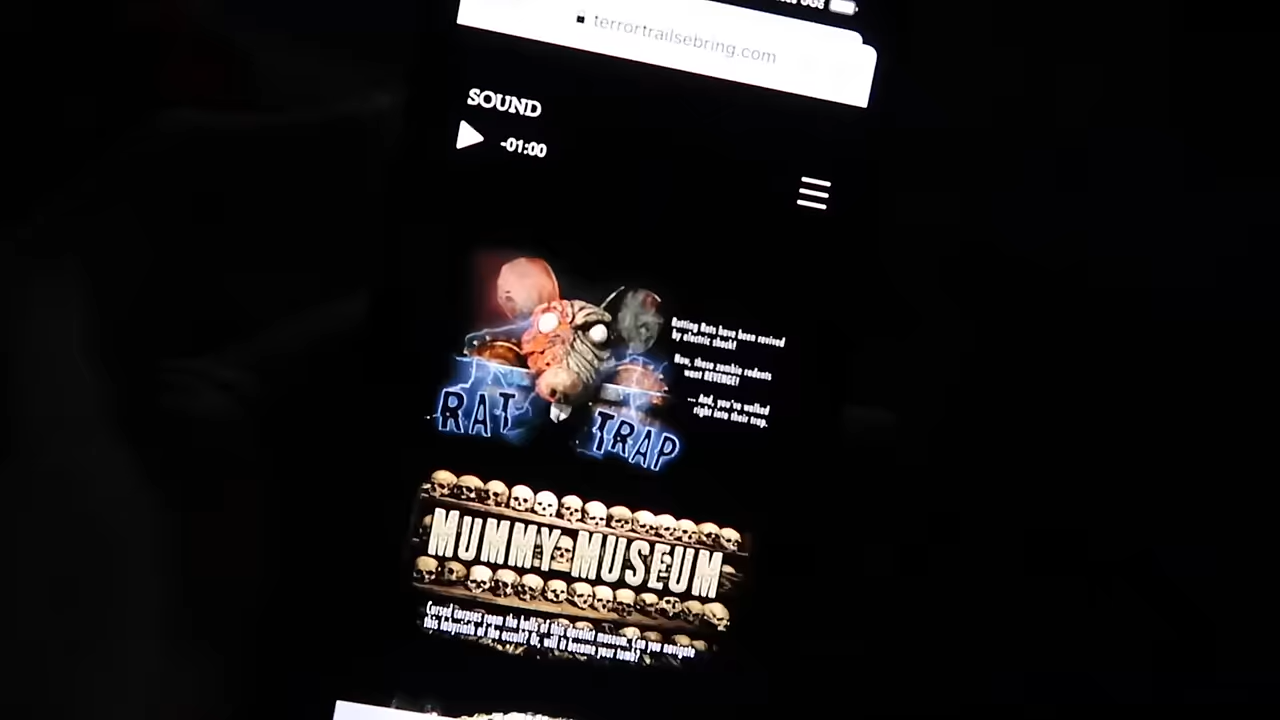 terrortrailsebring.com
SOUND
-01:00
Rotting Rats have been revived
by electric shock!
Now, these zombie rodents
want REVENGE!
... And, you've walked
right into their trap.
RAT TRAP
MUMMY MUSEUM
Cursed corpses roam the halls of this derelict museum. Can you navigate
this labyrinth of the occult? Or, will it become your tomb?